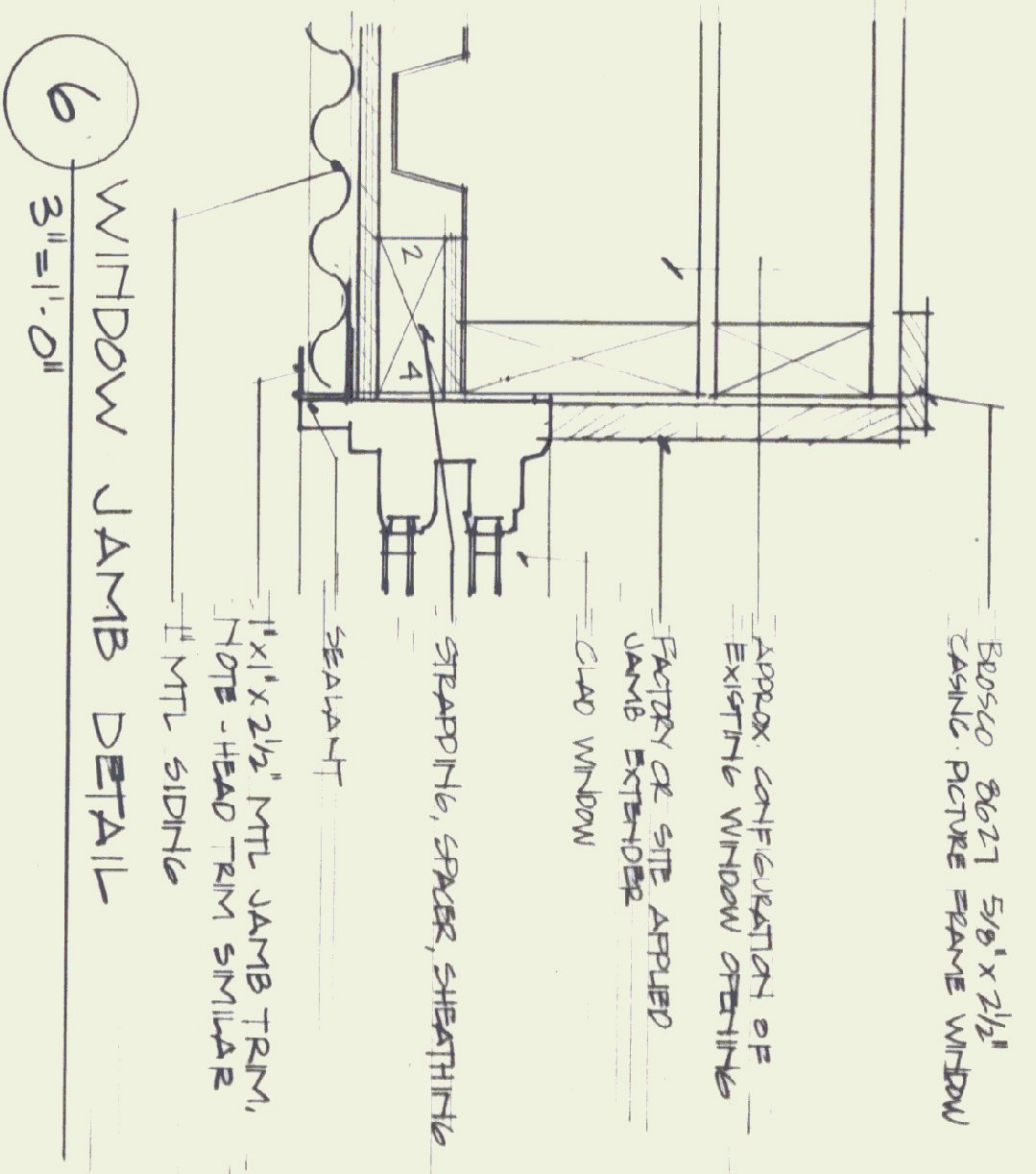 BROSCO 8627 5/8" X 2 1/2"
CASING. PICTURE FRAME WINDOW
APPROX. CONFIGURATION OF
EXISTING WINDOW OPENING
FACTORY OR SITE APPLIED
JAMB EXTENDER
CLAD WINDOW
STRAPPING, SPACER, SHEATHING
SEALANT
1"X1"X2 1/2" MTL JAMB TRIM.
NOTE - HEAD TRIM SIMILAR
1" MTL SIDING
2 4
6 WINDOW JAMB DETAIL
3"=1'-0"